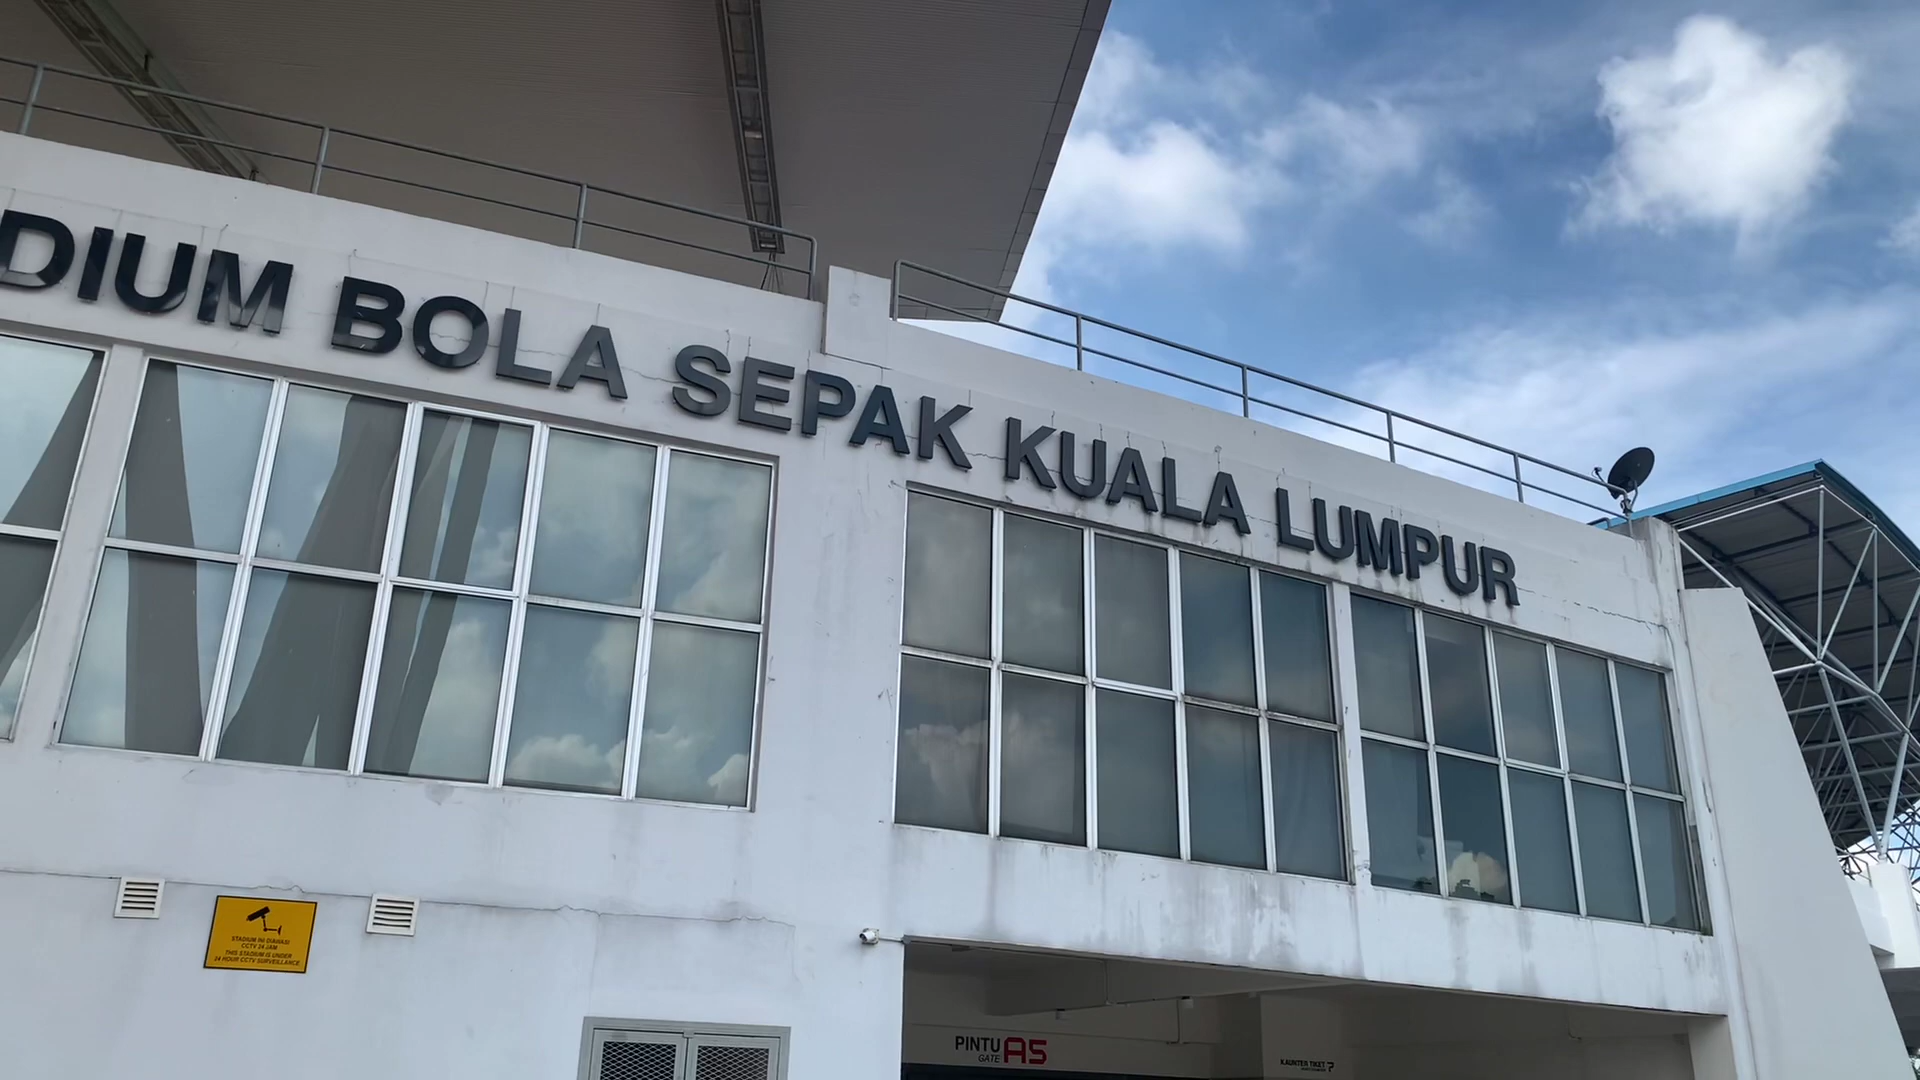 DIUM BOLA SEPAK KUALA LUMPUR
STADIUM INI DIAWASI
CCTV 24 JAM
THIS STADIUM IS UNDER
24 HOUR CCTV SURVEILLANCE
PINTU A5
GATE
KAUNTER TIKET